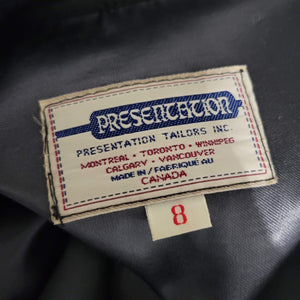 PRESENTATION
PRESENTATION TAILORS INC.
MONTREAL • TORONTO • WINNIPEG
CALGARY • VANCOUVER
MADE IN / FABRIQUÉ AU
CANADA
8